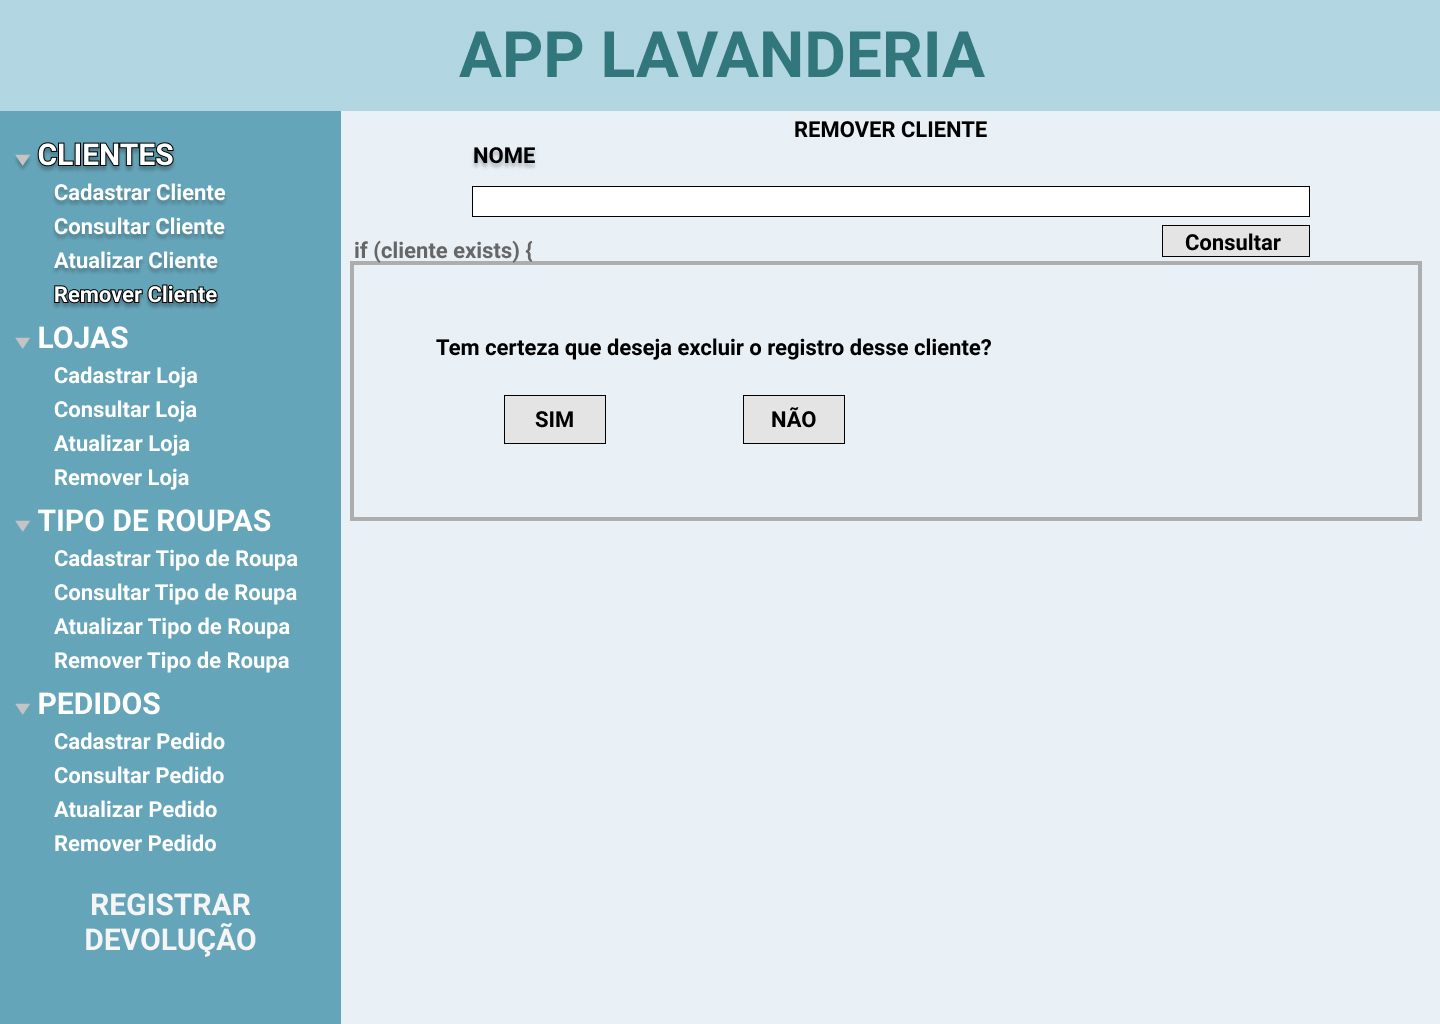 APP LAVANDERIA
CLIENTES
Cadastrar Cliente
Consultar Cliente
Atualizar Cliente
Remover Cliente
LOJAS
Cadastrar Loja
Consultar Loja
Atualizar Loja
Remover Loja
TIPO DE ROUPAS
Cadastrar Tipo de Roupa
Consultar Tipo de Roupa
Atualizar Tipo de Roupa
Remover Tipo de Roupa
PEDIDOS
Cadastrar Pedido
Consultar Pedido
Atualizar Pedido
Remover Pedido
REGISTRAR
DEVOLUÇÃO
REMOVER CLIENTE
NOME
Consultar
if (cliente exists) {
Tem certeza que deseja excluir o registro desse cliente?
SIM
NÃO